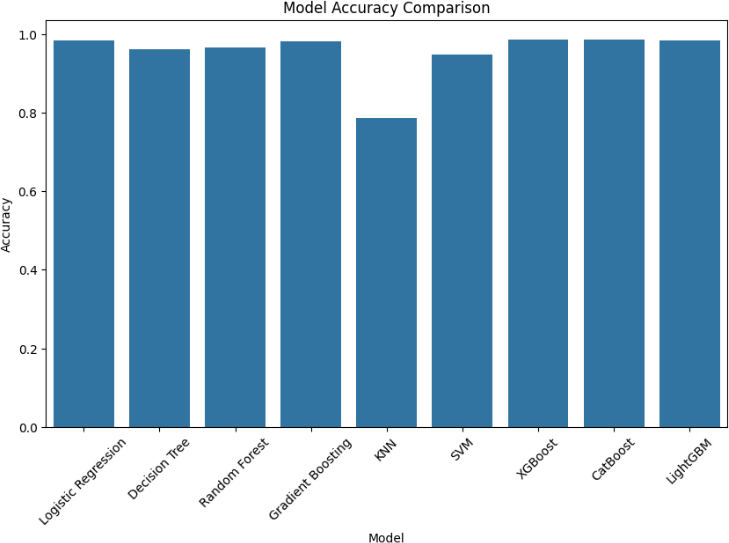 Model Accuracy Comparison
1.0
0.8
0.6
0.4
0.2
0.0
Accuracy
Logistic Regression
Decision Tree
Random Forest
Gradient Boosting
KNN
SVM
XGBoost
CatBoost
LightGBM
Model